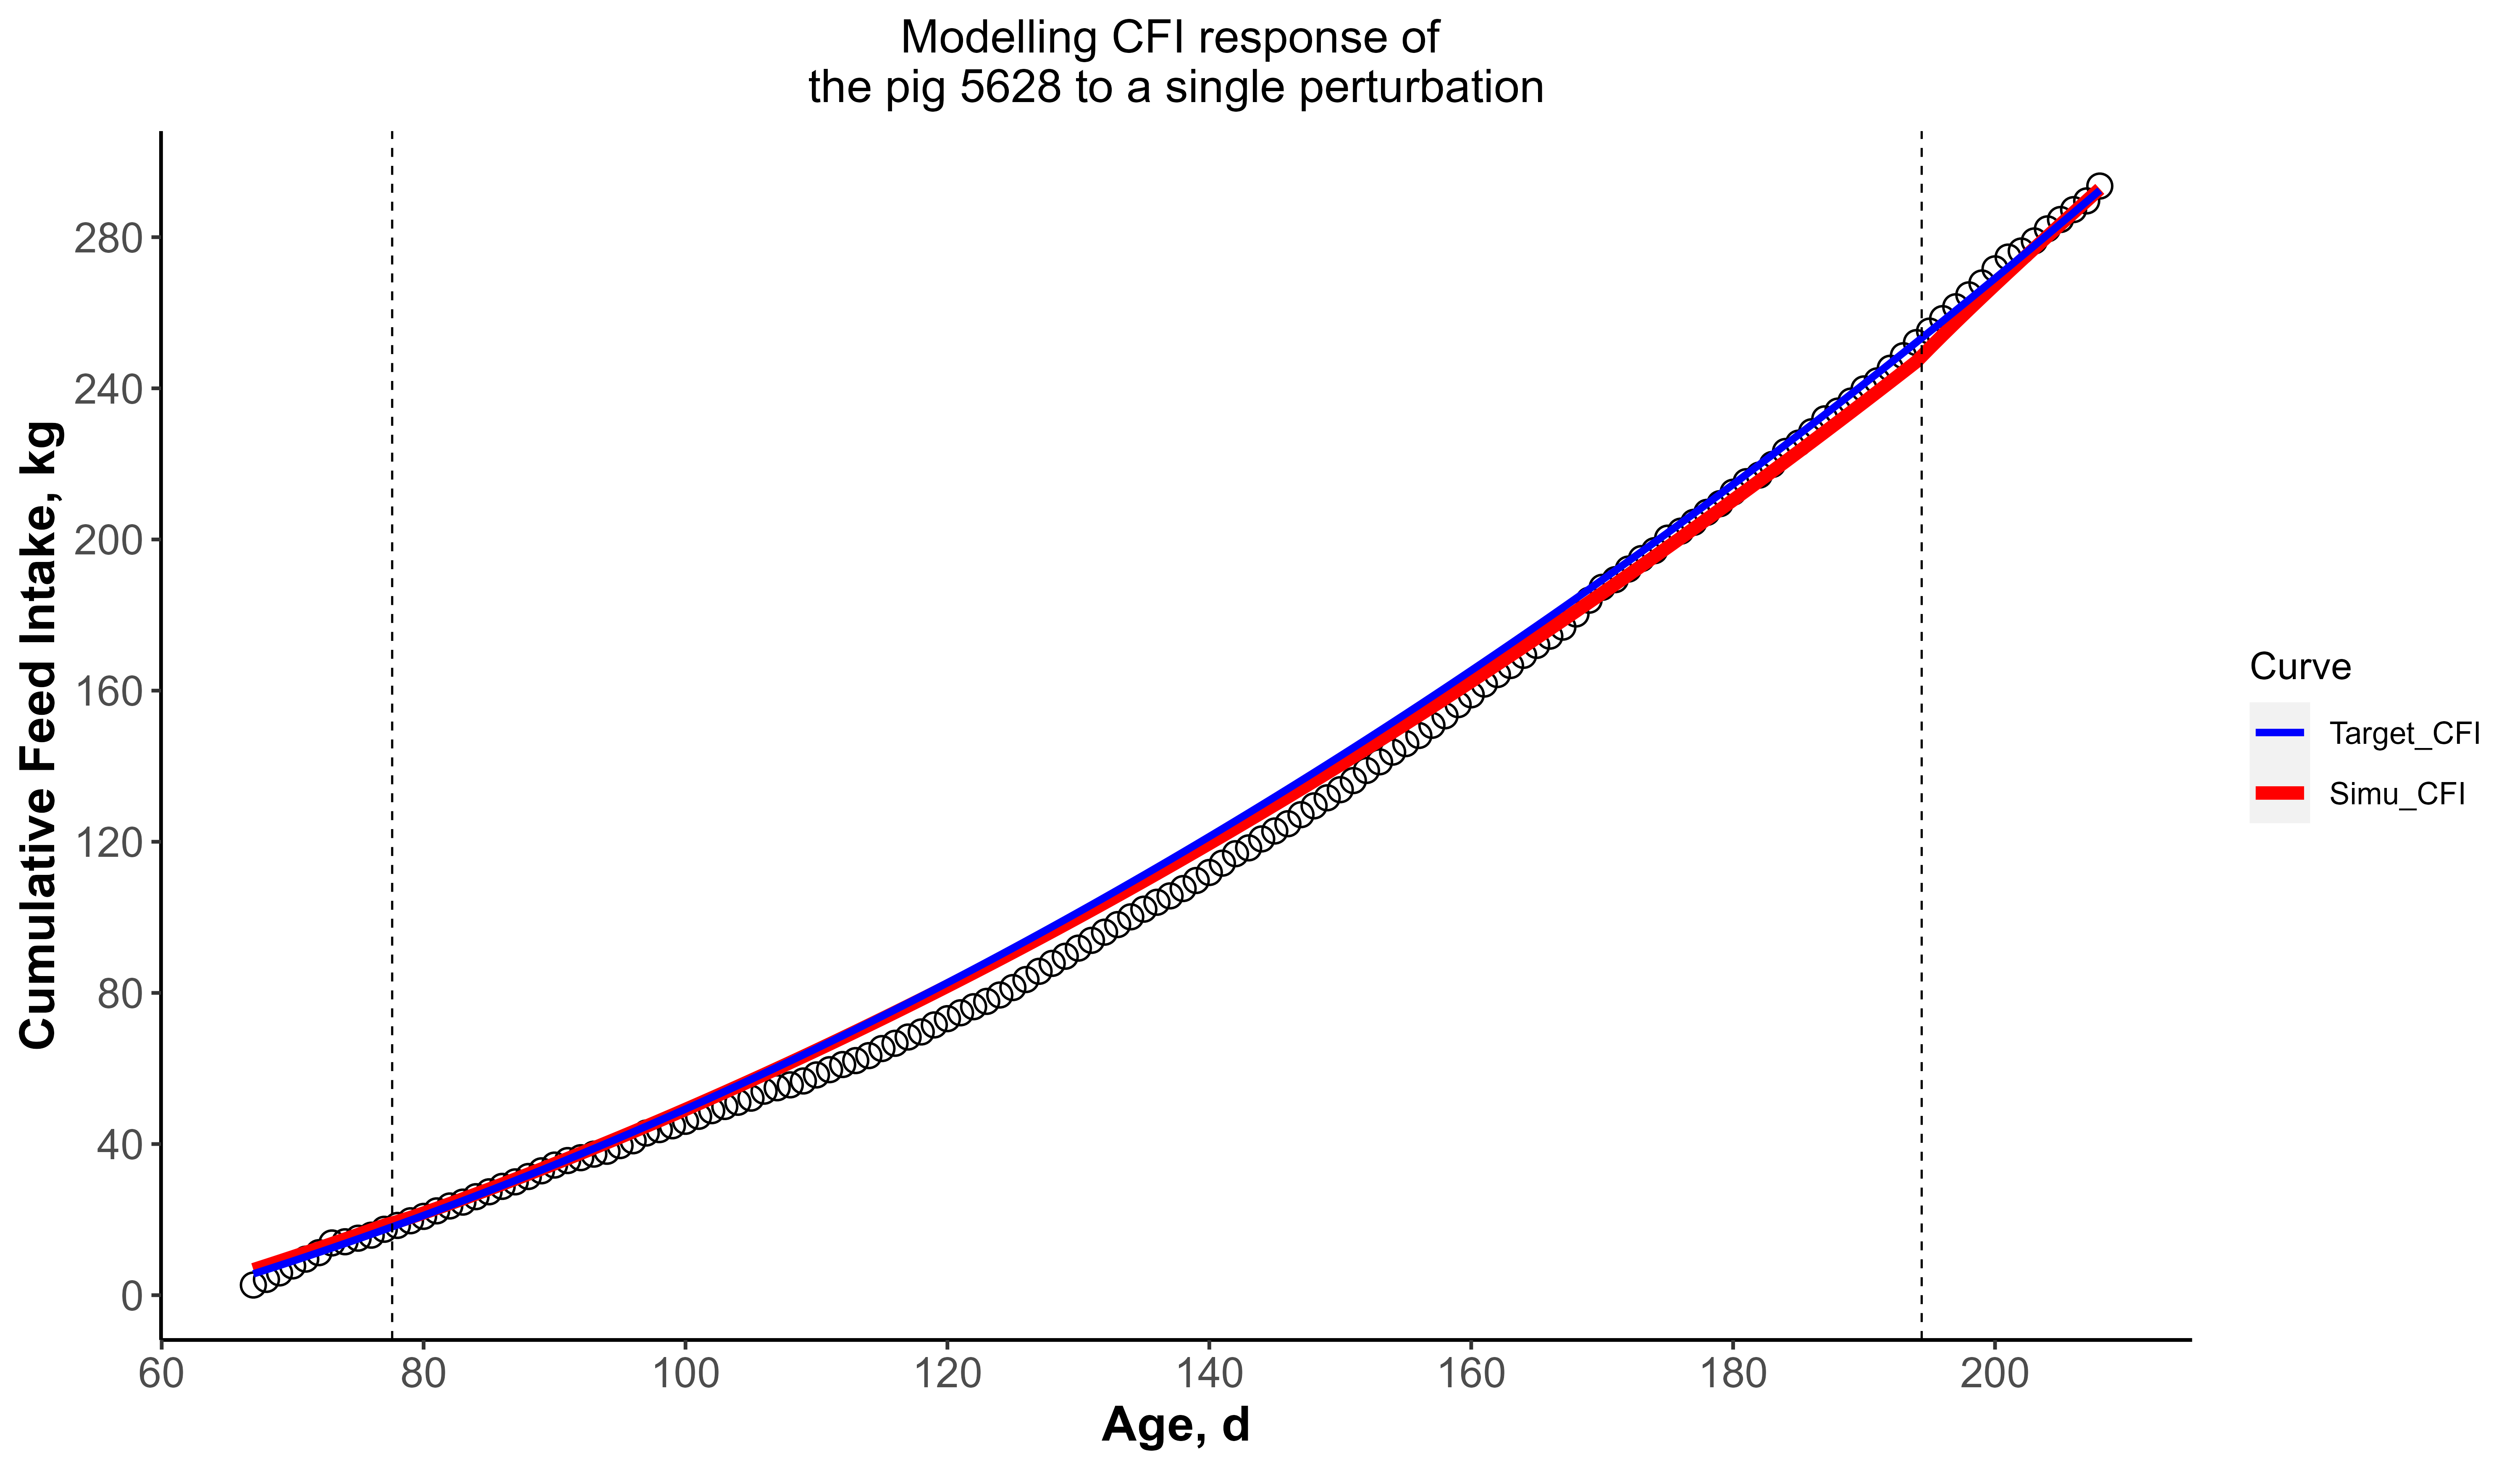 Modelling CFI response of
the pig 5628 to a single perturbation
Cumulative Feed Intake, kg
280
240
200
160
120
80
40
0
60 80 100 120 140 160 180 200
Age, d
Curve
Target_CFI
Simu_CFI